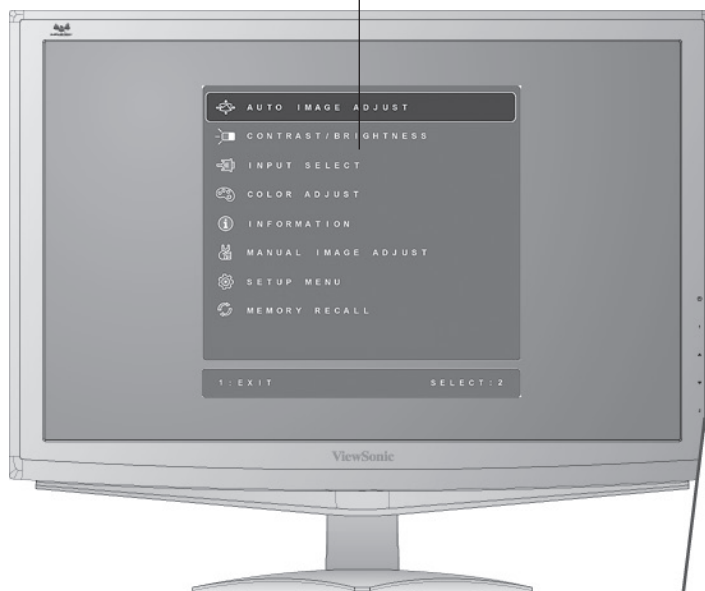 AUTO IMAGE ADJUST
CONTRAST/BRIGHTNESS
INPUT SELECT
COLOR ADJUST
INFORMATION
MANUAL IMAGE ADJUST
SETUP MENU
MEMORY RECALL
1:EXIT SELECT:2
ViewSonic